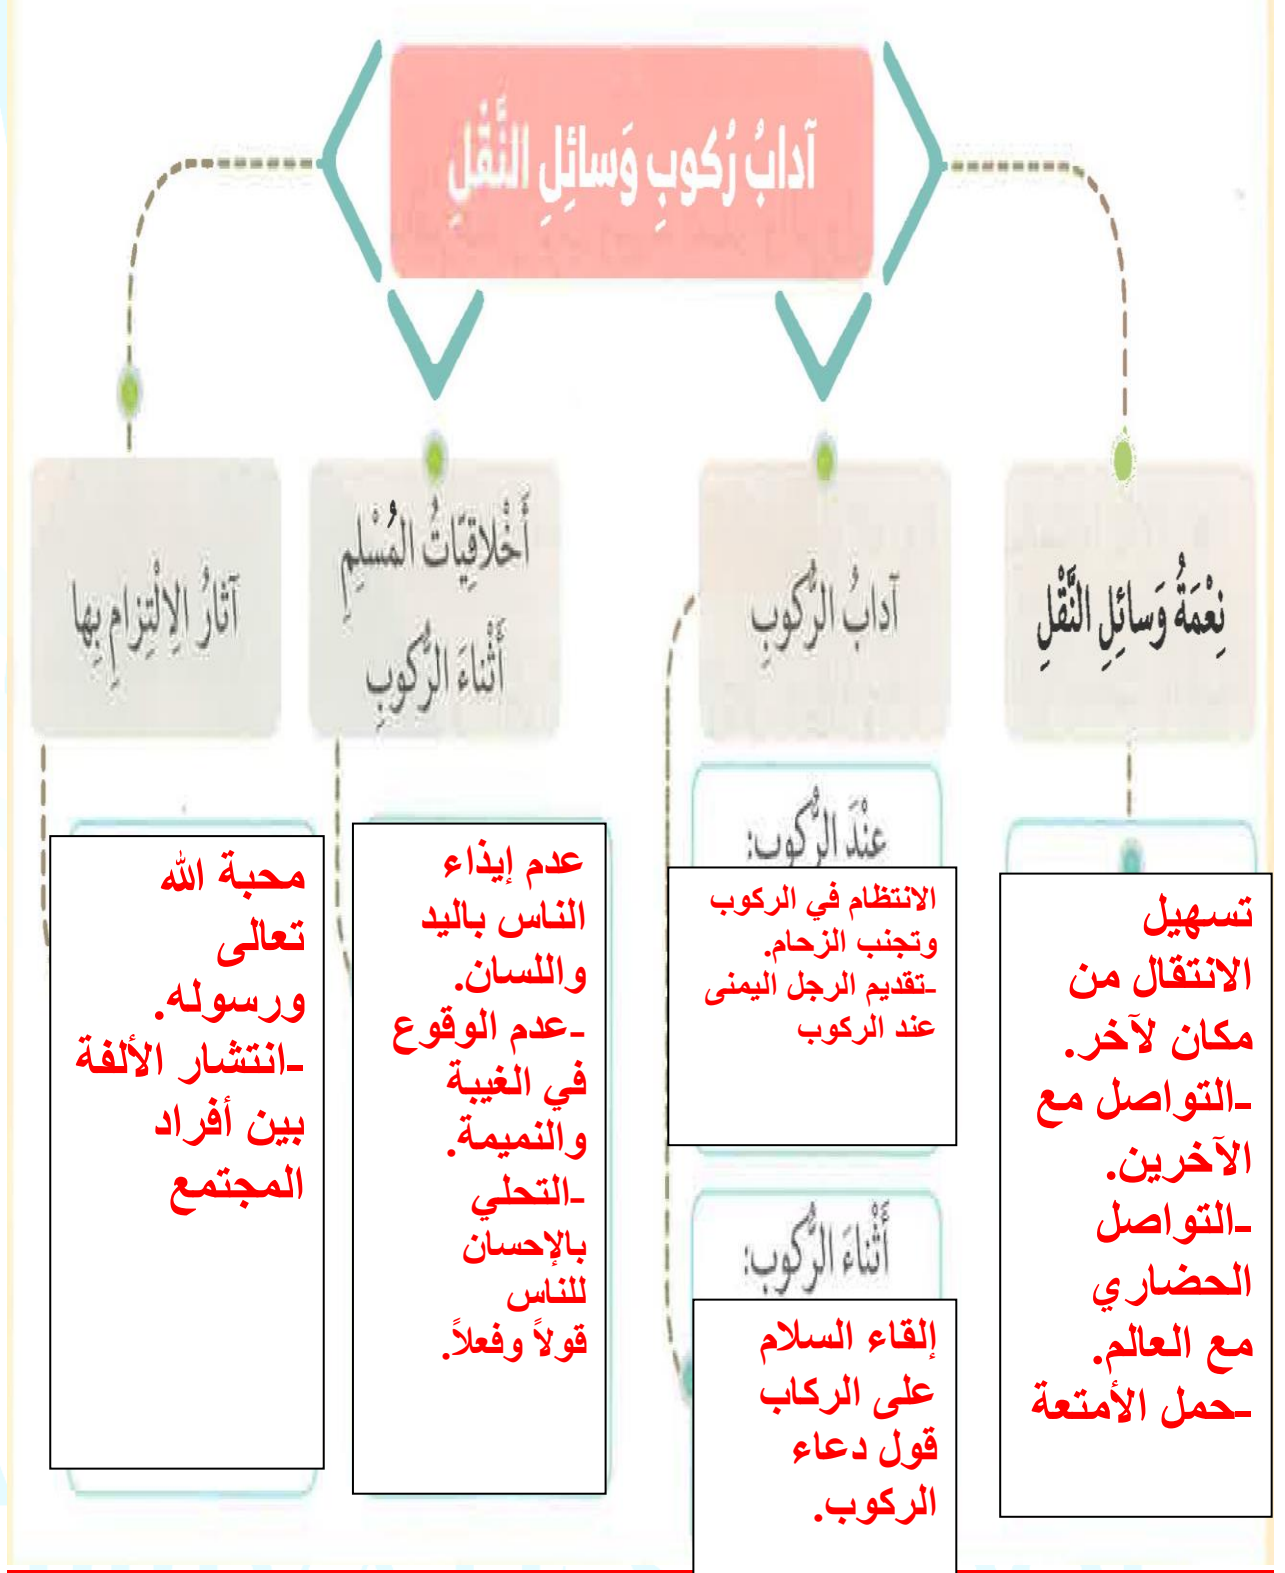 آدابُ رُكوبِ وَسائِلِ النَّقْلِ
نِعْمَةُ وَسائِلِ النَّقْلِ
تسهيل
الانتقال من
مكان لآخر.
-التواصل مع
الآخرين.
-التواصل
الحضاري
مع العالم.
-حمل الأمتعة
آدابُ الرُّكوبِ
عِنْدَ الرُّكوبِ:
الانتظام في الركوب
وتجنب الزحام.
-تقديم الرجل اليمنى
عند الركوب
أَثْناءَ الرُّكوبِ:
إلقاء السلام
على الركاب
قول دعاء
الركوب.
أَخْلاقِيّاتُ المُسْلِمِ
أَثْناءَ الرُّكوبِ
عدم إيذاء
الناس باليد
واللسان.
-عدم الوقوع
في الغيبة
والنميمة.
-التحلي
بالإحسان
للناس
قولاً وفعلاً.
آثارُ الِالْتِزامِ بِها
محبة الله
تعالى
ورسوله.
-انتشار الألفة
بين أفراد
المجتمع